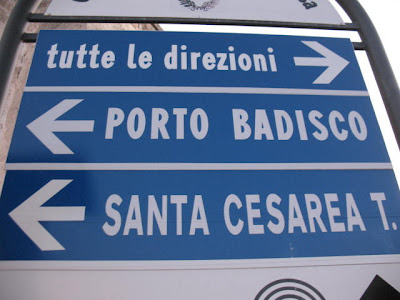 tutte le direzioni
PORTO BADISCO
SANTA CESAREA T.